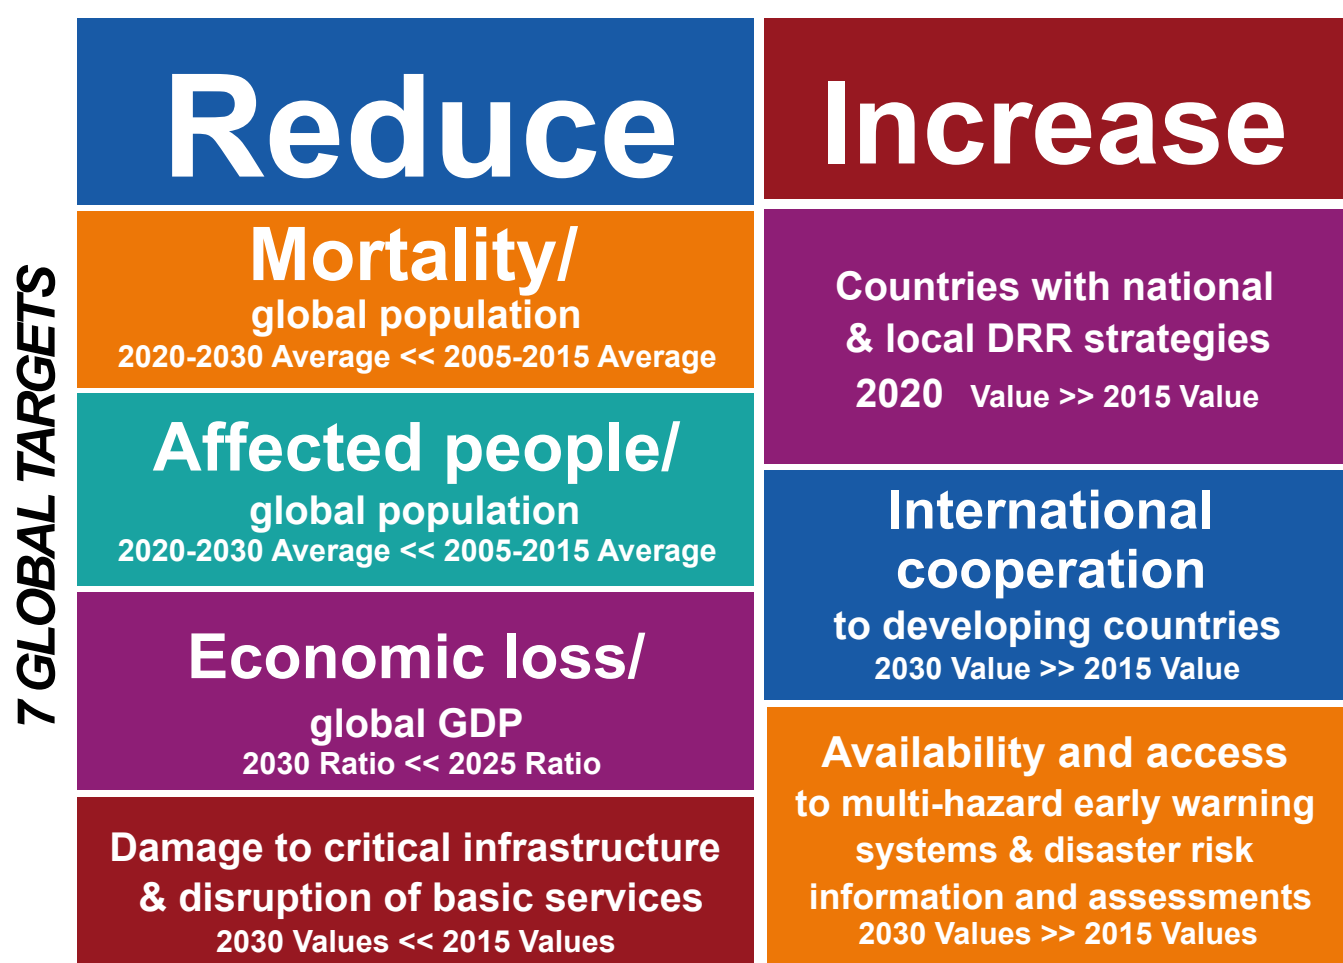 7 GLOBAL TARGETS
Reduce
Mortality/
global population
2020-2030 Average << 2005-2015 Average
Affected people/
global population
2020-2030 Average << 2005-2015 Average
Economic loss/
global GDP
2030 Ratio << 2025 Ratio
Damage to critical infrastructure
& disruption of basic services
2030 Values << 2015 Values
Increase
Countries with national
& local DRR strategies
2020 Value >> 2015 Value
International
cooperation
to developing countries
2030 Value >> 2015 Value
Availability and access
to multi-hazard early warning
systems & disaster risk
information and assessments
2030 Values >> 2015 Values